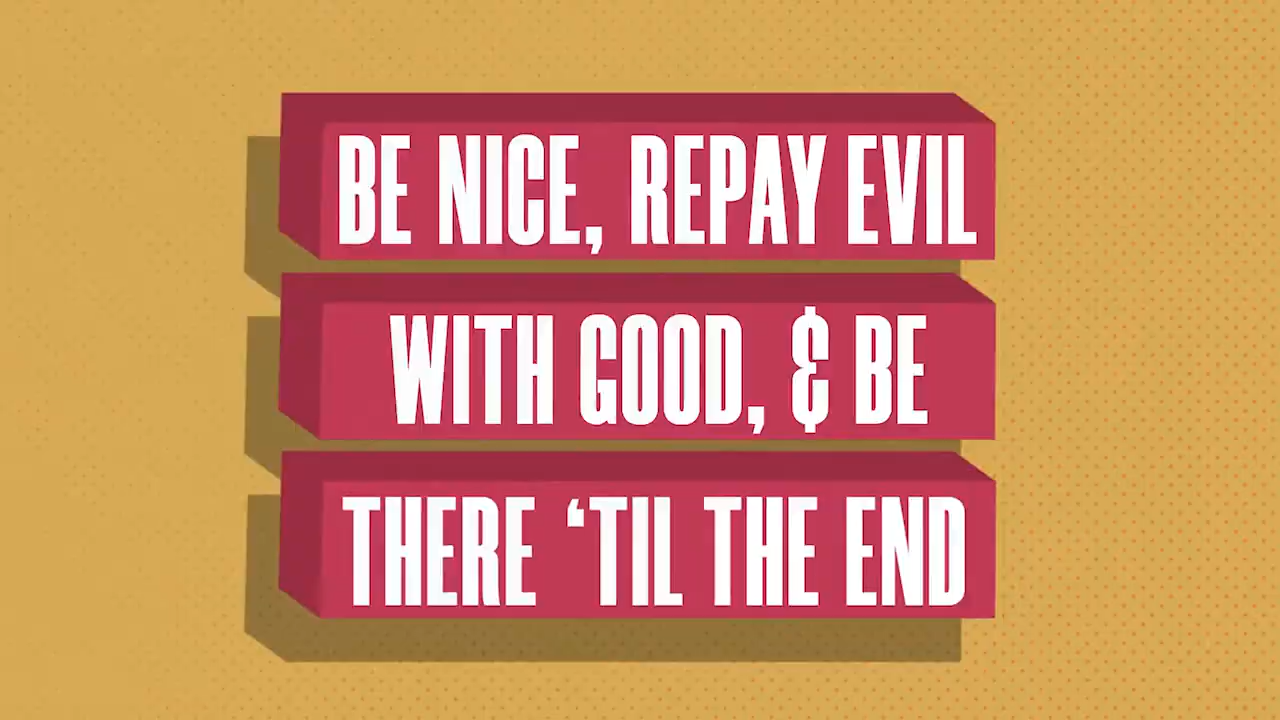 BE NICE, REPAY EVIL
WITH GOOD, & BE
THERE ‘TIL THE END